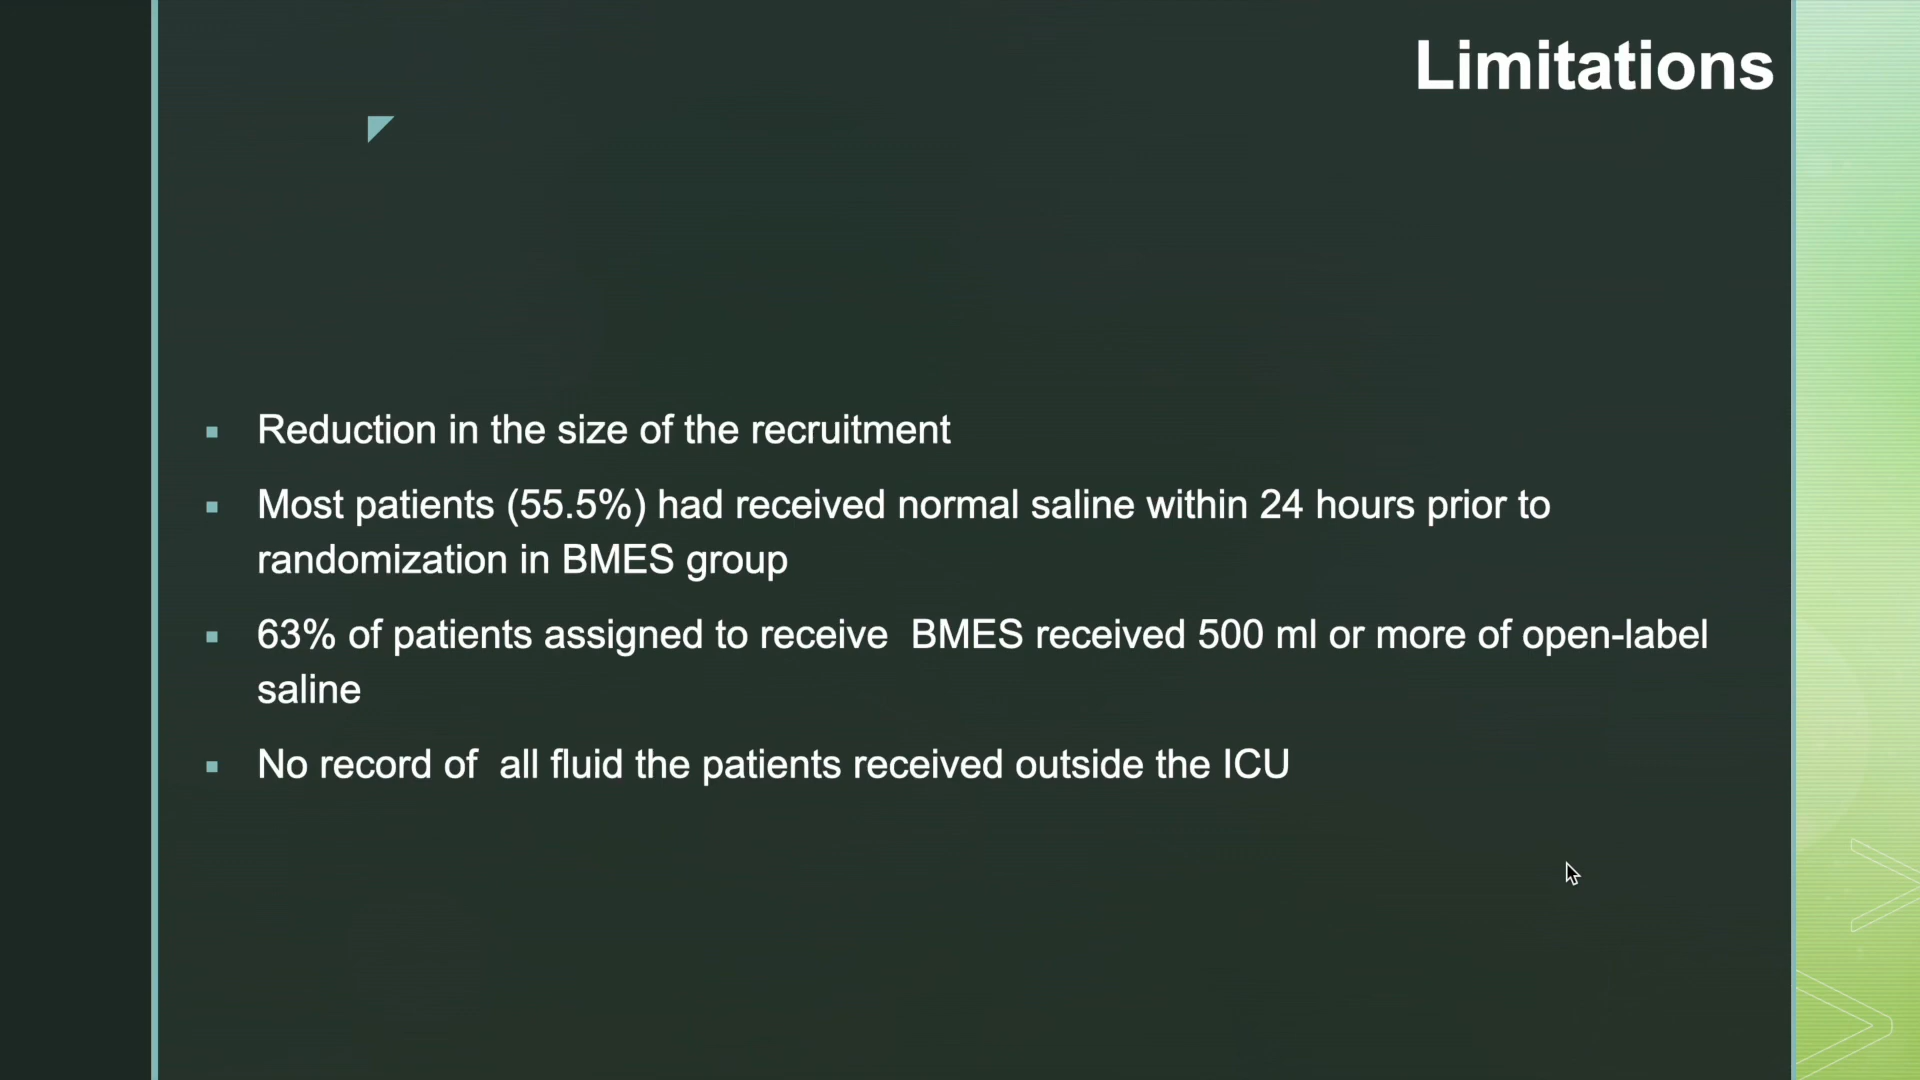 Limitations
Reduction in the size of the recruitment
Most patients (55.5%) had received normal saline within 24 hours prior to
randomization in BMES group
63% of patients assigned to receive  BMES received 500 ml or more of open-label
saline
No record of  all fluid the patients received outside the ICU